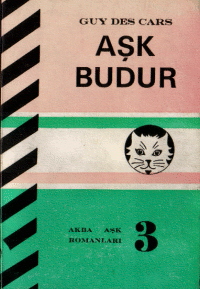 GUY DES CARS
AŞK
BUDUR
AKBA AŞK
ROMANLARI
3